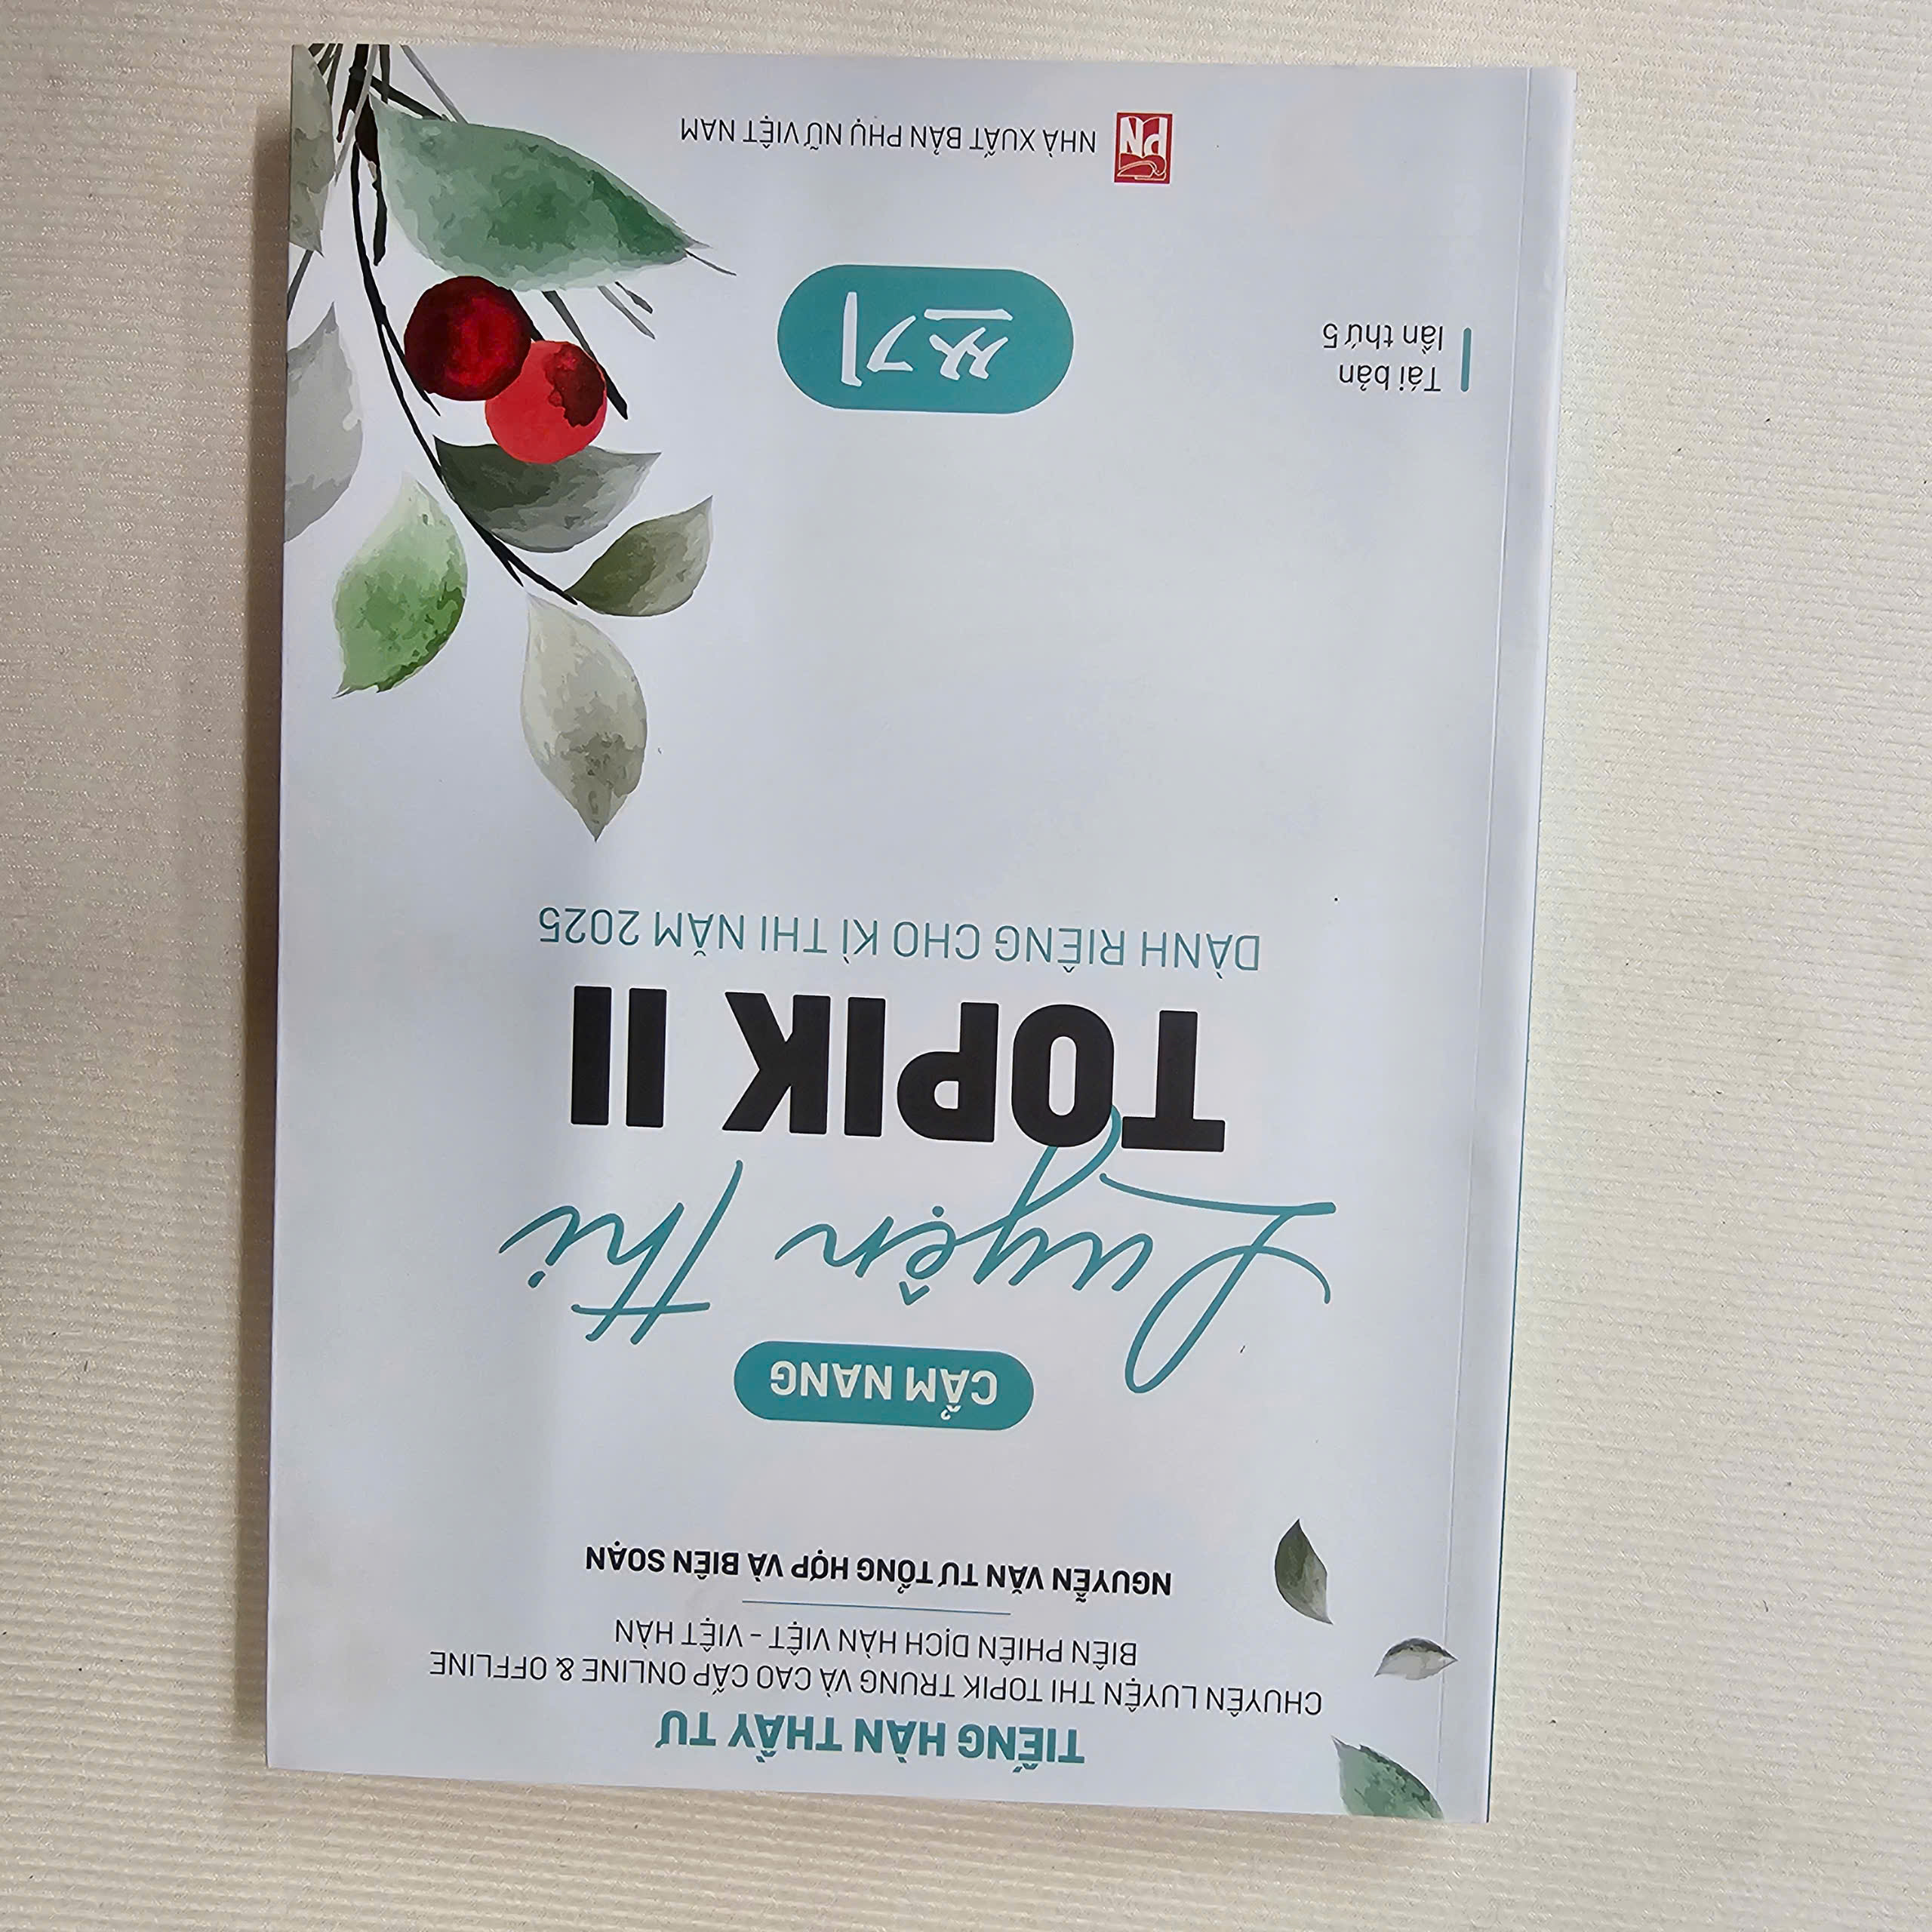 TIẾNG HÀN THẦY TƯ
CHUYÊN LUYỆN THI TOPIK TRUNG VÀ CAO CẤP ONLINE & OFFLINE
BIÊN PHIÊN DỊCH HÀN VIỆT - VIỆT HÀN
NGUYỄN VĂN TƯ TỔNG HỢP VÀ BIÊN SOẠN
CẨM NANG
Luyện Thi
TOPIK II
DÀNH RIÊNG CHO KÌ THI NĂM 2025
Tái bản
lần thứ 5
쓰기
PN
NHÀ XUẤT BẢN PHỤ NỮ VIỆT NAM